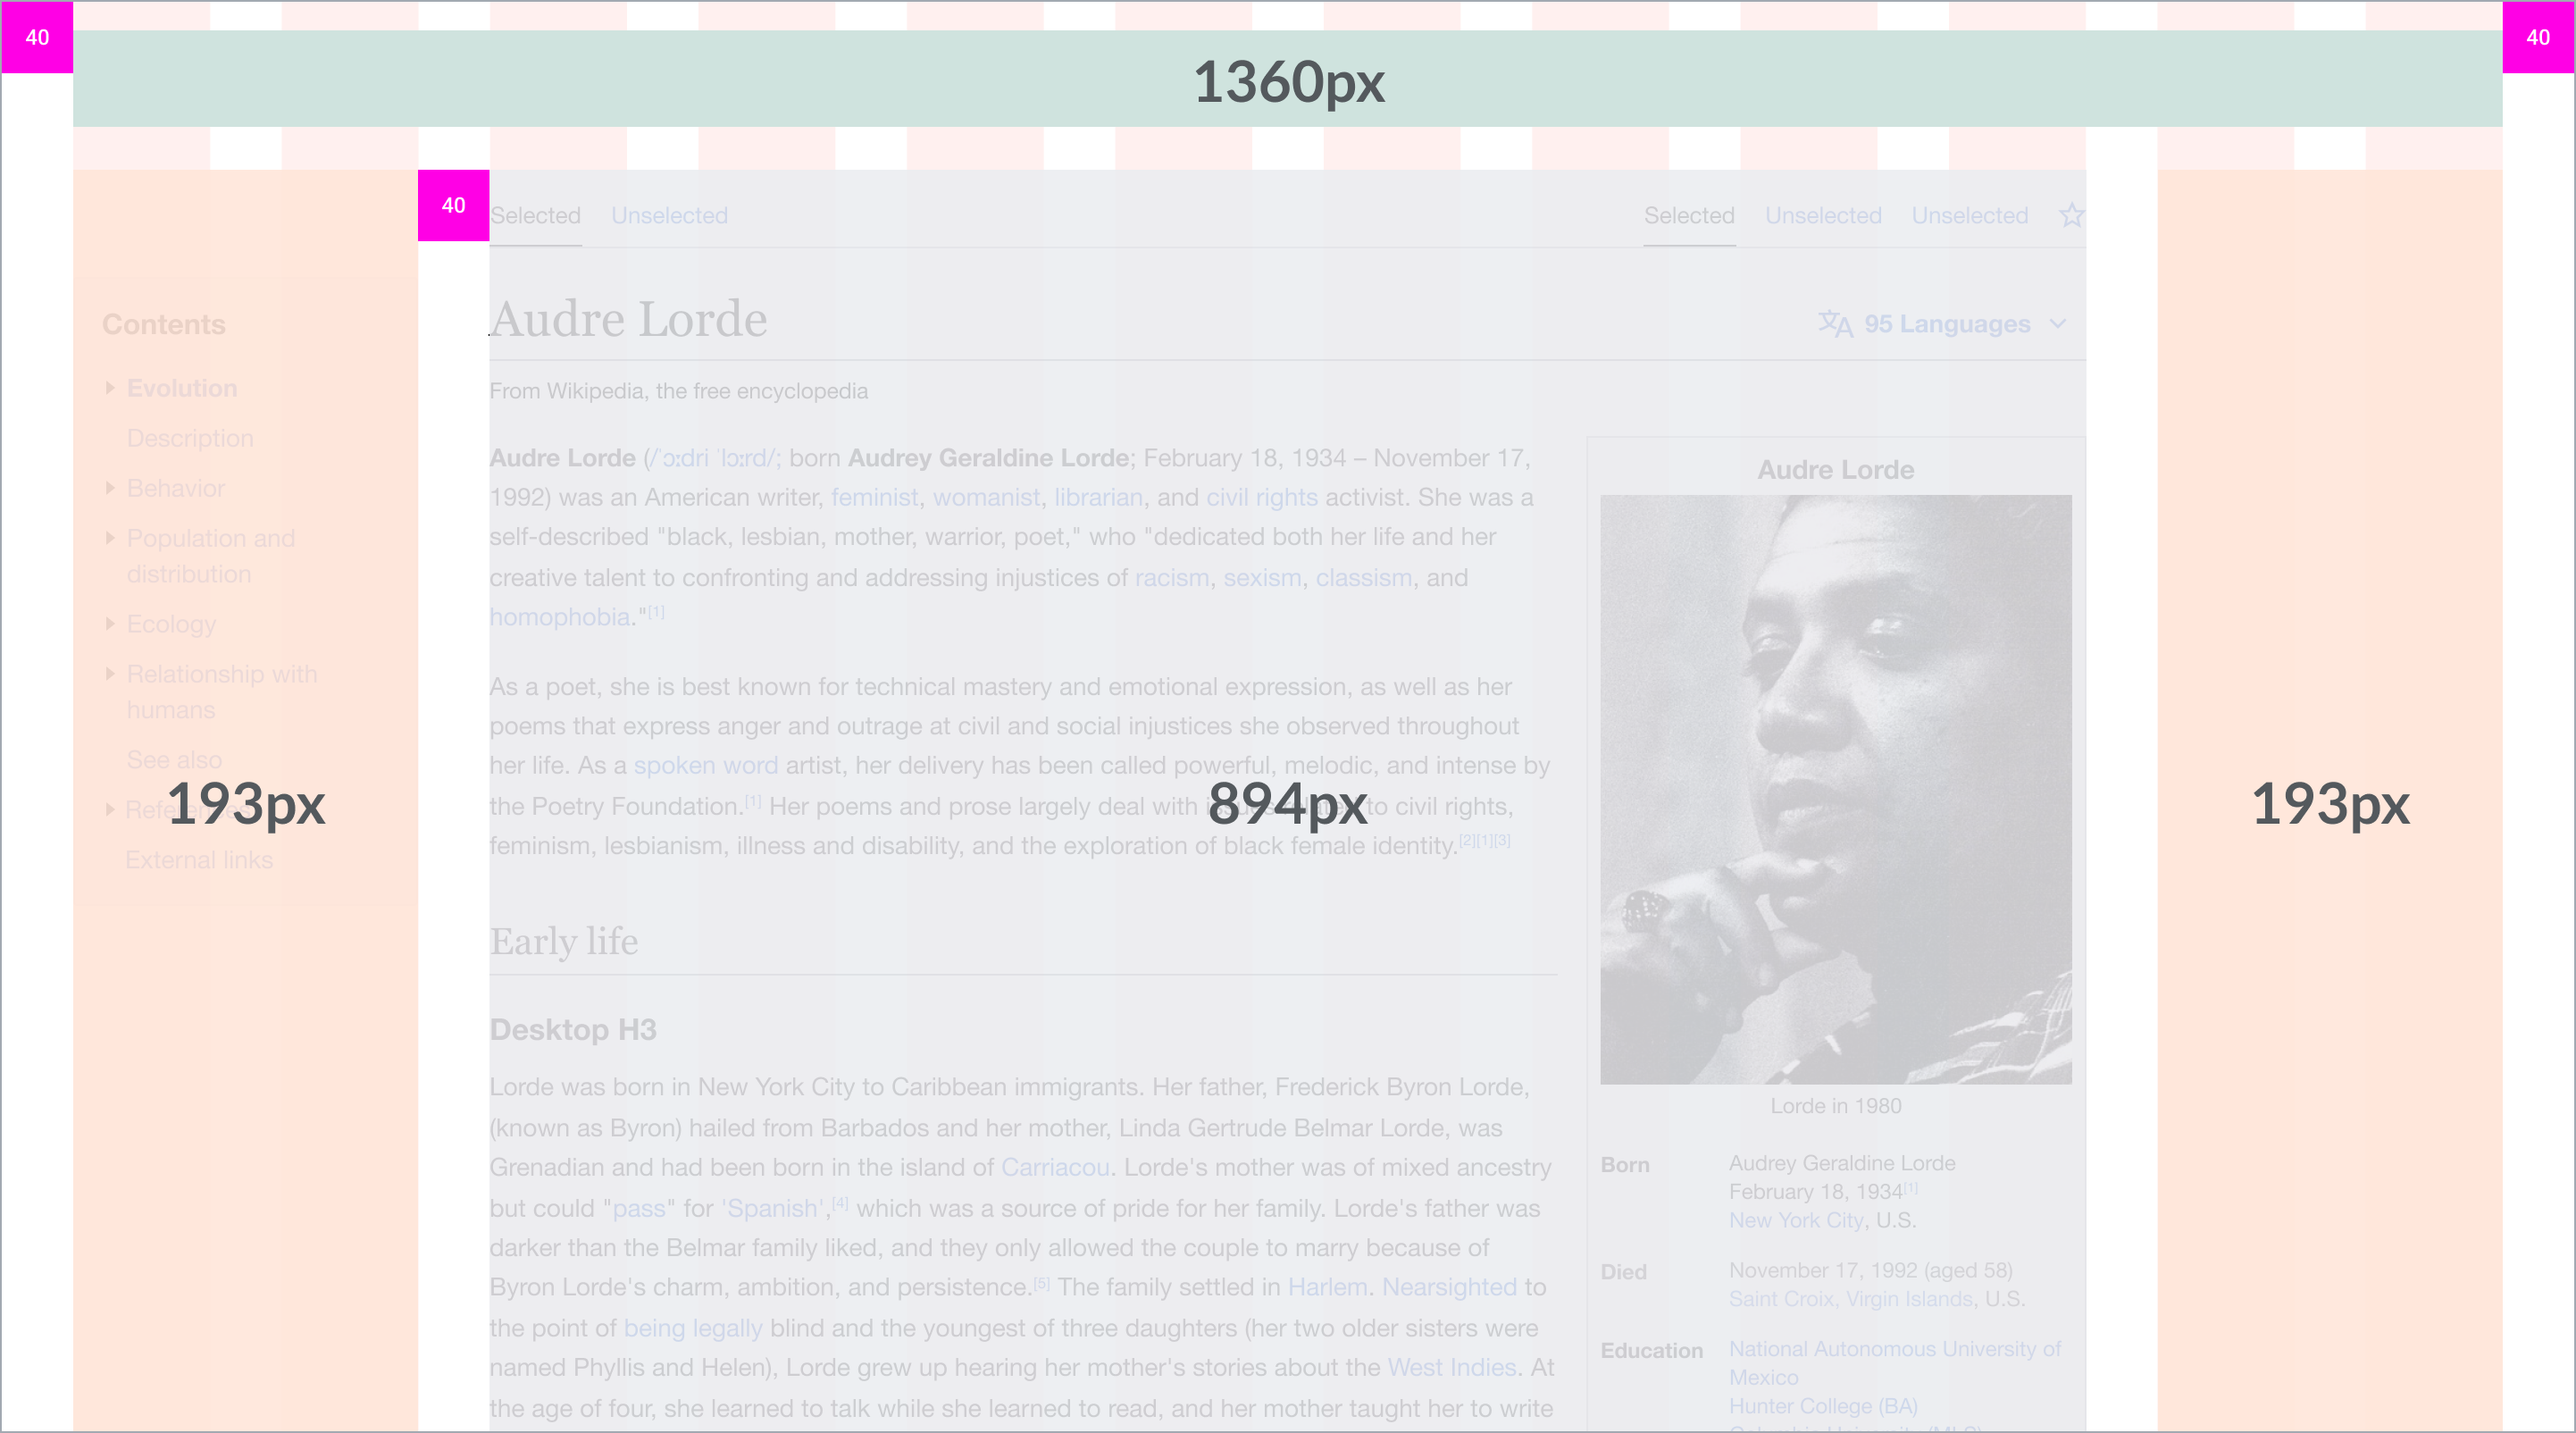 40
40
1360px
40
Selected Unselected
Selected Unselected Unselected
Contents
Evolution
Description
Behavior
Population and
distribution
Ecology
Relationship with
humans
See also
References
External links
193px
Audre Lorde
95 Languages
From Wikipedia, the free encyclopedia
Audre Lorde (/ˈɔːdri ˈlɔːrd/; born Audrey Geraldine Lorde; February 18, 1934 – November 17,
1992) was an American writer, feminist, womanist, librarian, and civil rights activist. She was a
self-described "black, lesbian, mother, warrior, poet," who "dedicated both her life and her
creative talent to confronting and addressing injustices of racism, sexism, classism, and
homophobia."[1]
As a poet, she is best known for technical mastery and emotional expression, as well as her
poems that express anger and outrage at civil and social injustices she observed throughout
her life. As a spoken word artist, her delivery has been called powerful, melodic, and intense by
the Poetry Foundation.[1] Her poems and prose largely deal with issues related to civil rights,
feminism, lesbianism, illness and disability, and the exploration of black female identity.[2][1][3]
894px
Early life
Desktop H3
Lorde was born in New York City to Caribbean immigrants. Her father, Frederick Byron Lorde,
(known as Byron) hailed from Barbados and her mother, Linda Gertrude Belmar Lorde, was
Grenadian and had been born in the island of Carriacou. Lorde's mother was of mixed ancestry
but could "pass" for 'Spanish',[4] which was a source of pride for her family. Lorde's father was
darker than the Belmar family liked, and they only allowed the couple to marry because of
Byron Lorde's charm, ambition, and persistence.[5] The family settled in Harlem. Nearsighted to
the point of being legally blind and the youngest of three daughters (her two older sisters were
named Phyllis and Helen), Lorde grew up hearing her mother's stories about the West Indies. At
the age of four, she learned to talk while she learned to read, and her mother taught her to write
Audre Lorde
Lorde in 1980
Born Audrey Geraldine Lorde
February 18, 1934[1]
New York City, U.S.
Died November 17, 1992 (aged 58)
Saint Croix, Virgin Islands, U.S.
Education National Autonomous University of
Mexico
Hunter College (BA)
193px